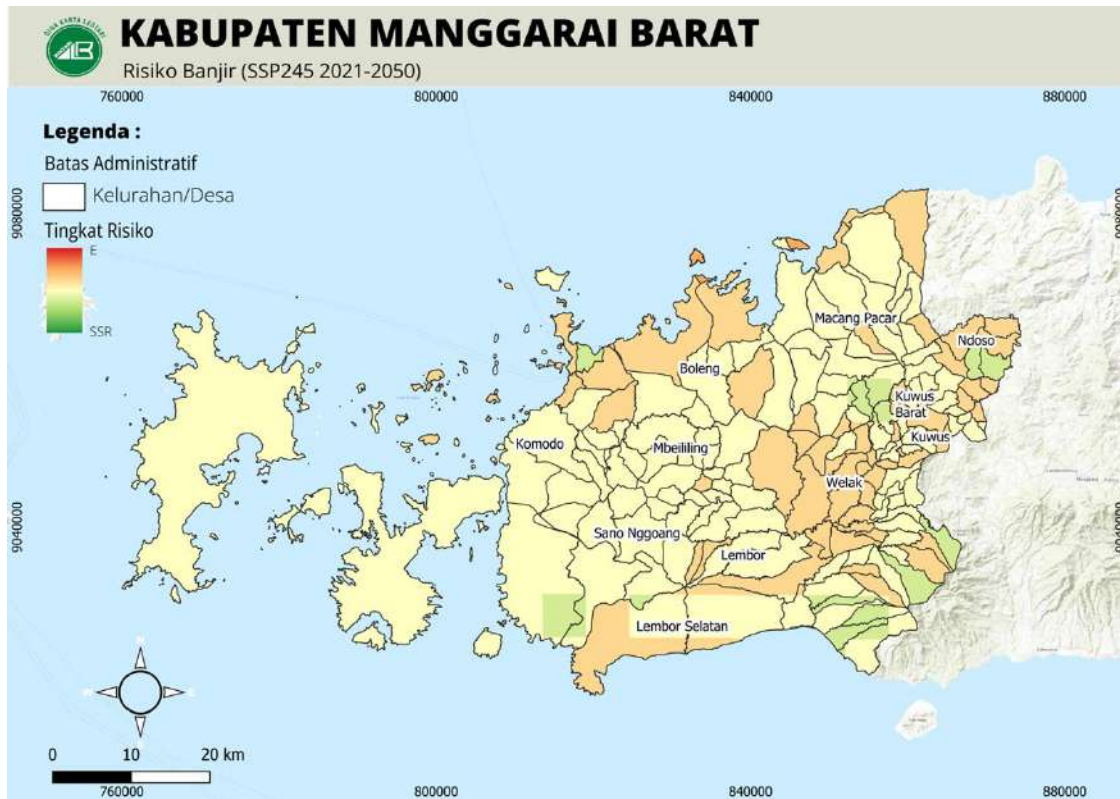 KABUPATEN MANGGARAI BARAT
Risiko Banjir (SSP245 2021-2050)
760000 800000 840000 880000
Legenda :
Batas Administratif
Kelurahan/Desa
Tingkat Risiko
E
SSR
9080000
9080000
9040000
9040000
Macang Pacar
Ndoso
Boleng
Kuwus
Barat
Kuwus
Komodo
Mbeliling
Welak
Sano Nggoang
Lembor
Lembor Selatan
N
W
E
0 10 20 km
760000 800000 840000 880000